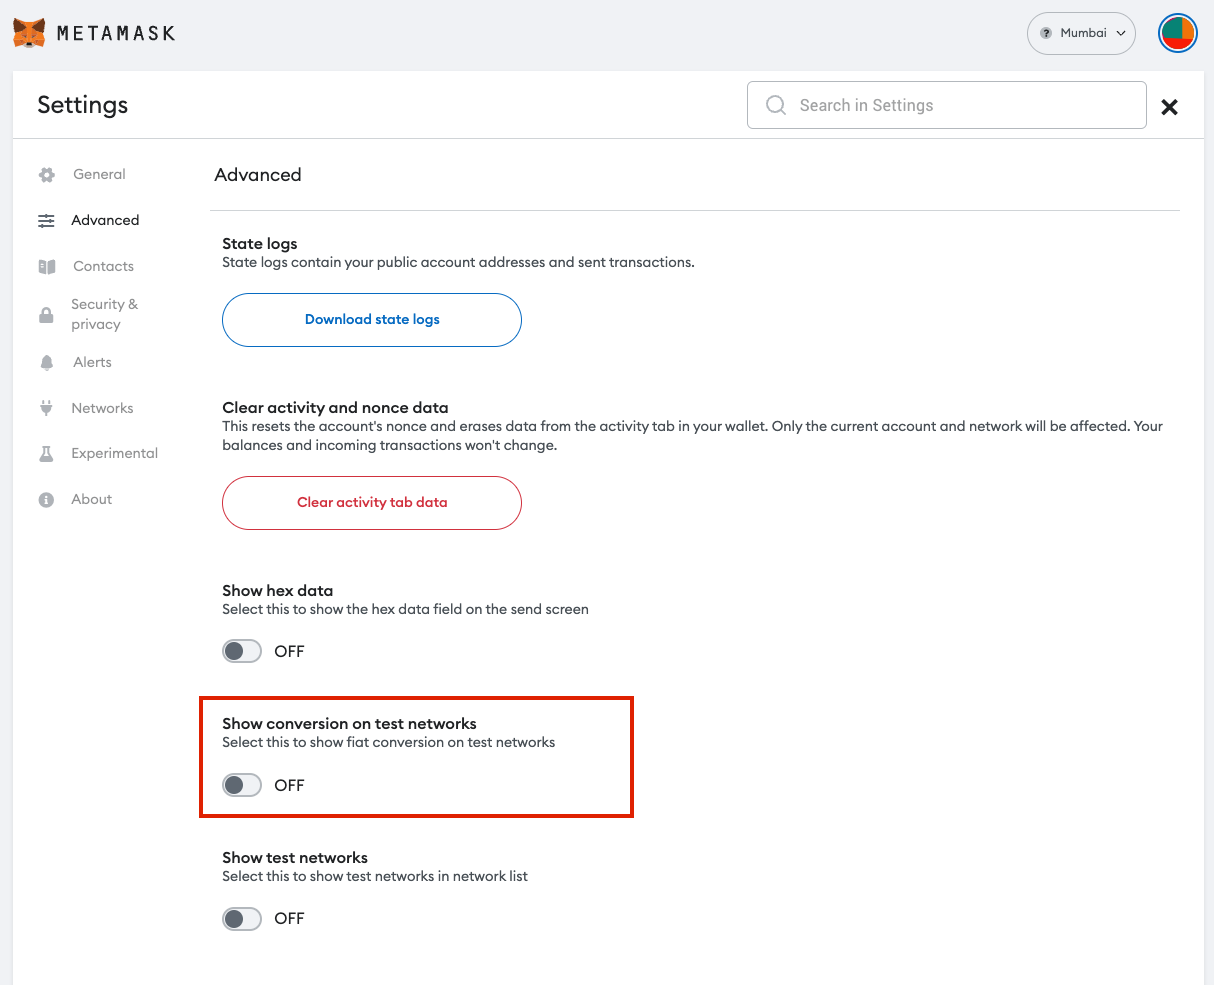 METAMASK
? Mumbai
Settings
Search in Settings
General
Advanced
Contacts
Security &
privacy
Alerts
Networks
Experimental
About
Advanced
State logs
State logs contain your public account addresses and sent transactions.
Download state logs
Clear activity and nonce data
This resets the account's nonce and erases data from the activity tab in your wallet. Only the current account and network will be affected. Your
balances and incoming transactions won't change.
Clear activity tab data
Show hex data
Select this to show the hex data field on the send screen
OFF
Show conversion on test networks
Select this to show fiat conversion on test networks
OFF
Show test networks
Select this to show test networks in network list
OFF